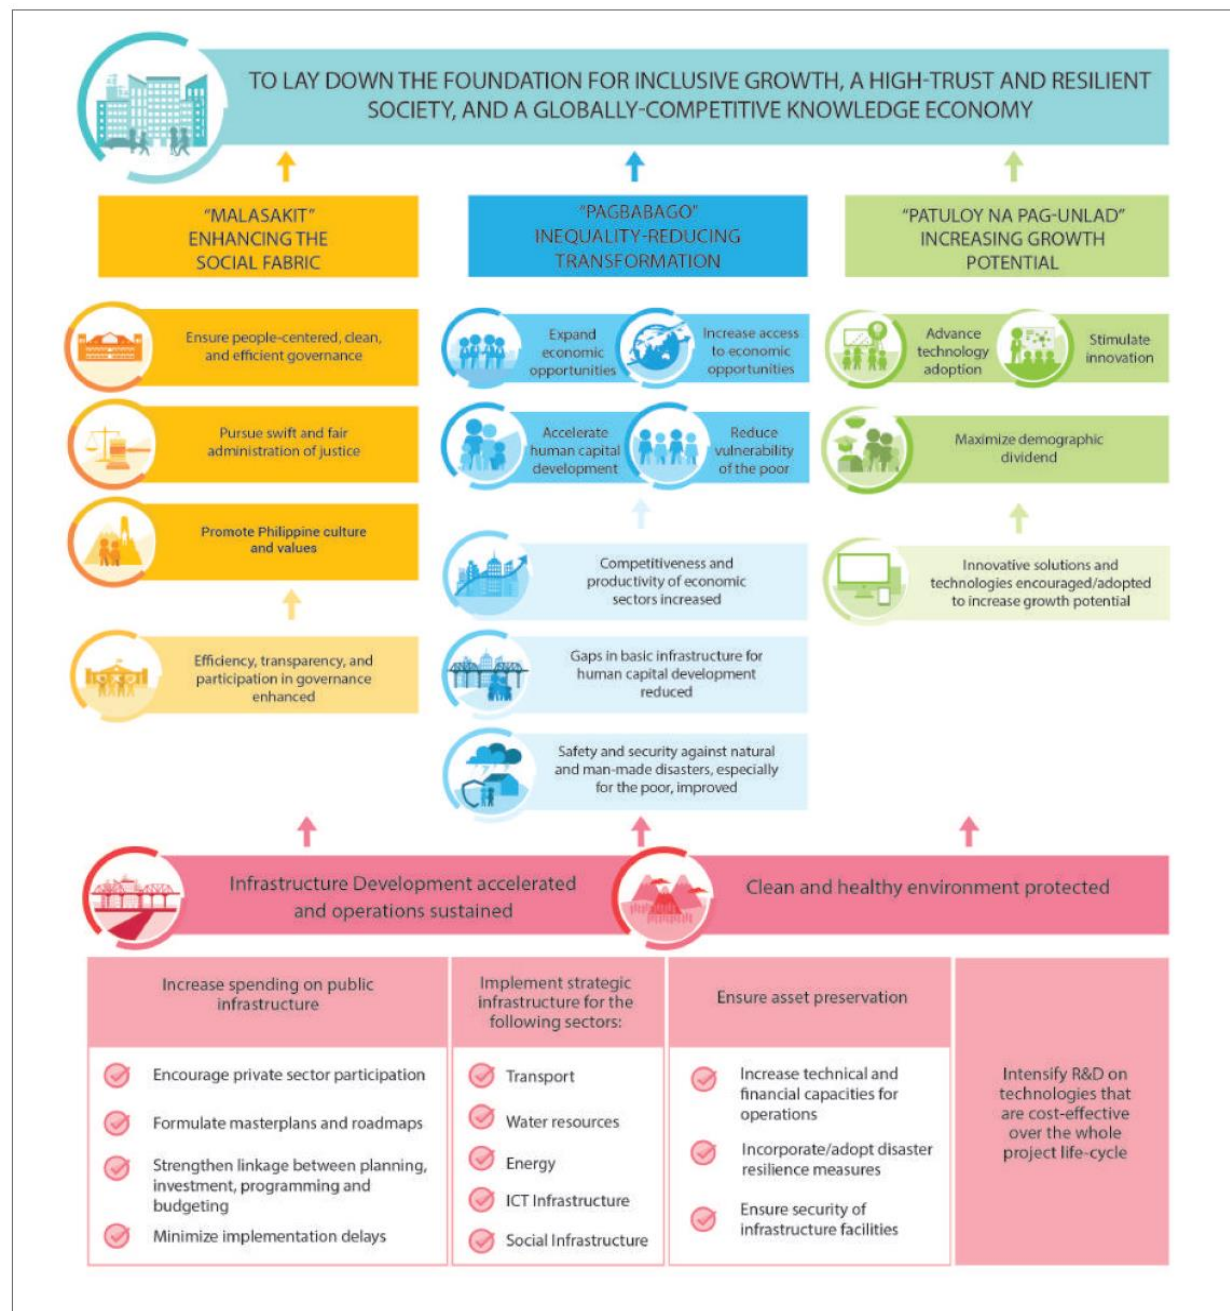 TO LAY DOWN THE FOUNDATION FOR INCLUSIVE GROWTH, A HIGH-TRUST AND RESILIENT
SOCIETY, AND A GLOBALLY-COMPETITIVE KNOWLEDGE ECONOMY
“MALASAKIT”
ENHANCING THE
SOCIAL FABRIC
“PAGBABAGO”
INEQUALITY-REDUCING
TRANSFORMATION
“PATULOY NA PAG-UNLAD”
INCREASING GROWTH
POTENTIAL
Ensure people-centered, clean,
and efficient governance
Expand
economic
opportunities
Increase access
to economic
opportunities
Advance
technology
adoption
Stimulate
innovation
Pursue swift and fair
administration of justice
Accelerate
human capital
development
Reduce
vulnerability
of the poor
Maximize demographic
dividend
Promote Philippine culture
and values
Competitiveness and
productivity of economic
sectors increased
Innovative solutions and
technologies encouraged/adopted
to increase growth potential
Efficiency, transparency, and
participation in governance
enhanced
Gaps in basic infrastructure for
human capital development
reduced
Safety and security against natural
and man-made disasters, especially
for the poor, improved
Infrastructure Development accelerated
and operations sustained
Clean and healthy environment protected
Increase spending on public
infrastructure
Encourage private sector participation
Formulate masterplans and roadmaps
Strengthen linkage between planning,
investment, programming and
budgeting
Minimize implementation delays
Implement strategic
infrastructure for the
following sectors:
Transport
Water resources
Energy
ICT Infrastructure
Social Infrastructure
Ensure asset preservation
Increase technical and
financial capacities for
operations
Incorporate/adopt disaster
resilience measures
Ensure security of
infrastructure facilities
Intensify R&D on
technologies that
are cost-effective
over the whole
project life-cycle